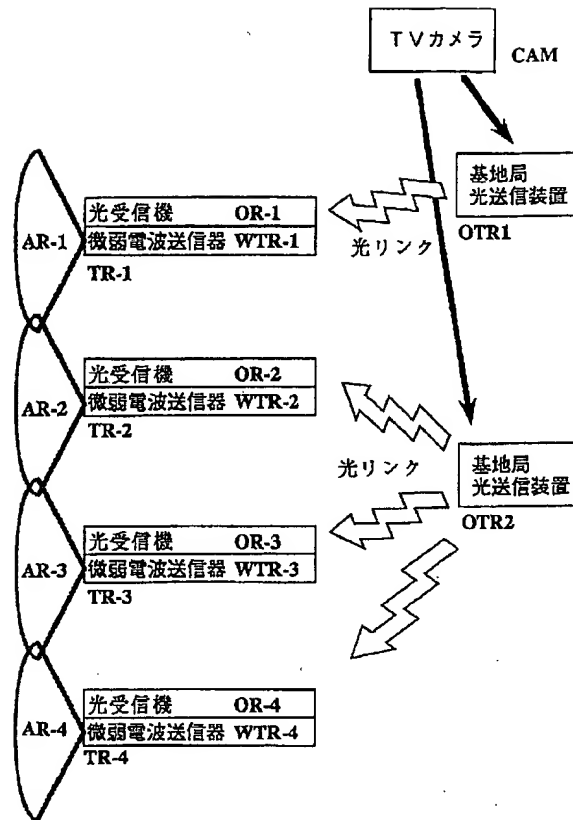 TVカメラ
CAM
基地局
光送信装置
OTR1
光受信機 OR-1
微弱電波送信器 WTR-1
AR-1
TR-1
光リンク
光受信機 OR-2
微弱電波送信器 WTR-2
AR-2
TR-2
基地局
光送信装置
OTR2
光リンク
光受信機 OR-3
微弱電波送信器 WTR-3
AR-3
TR-3
光受信機 OR-4
微弱電波送信器 WTR-4
AR-4
TR-4